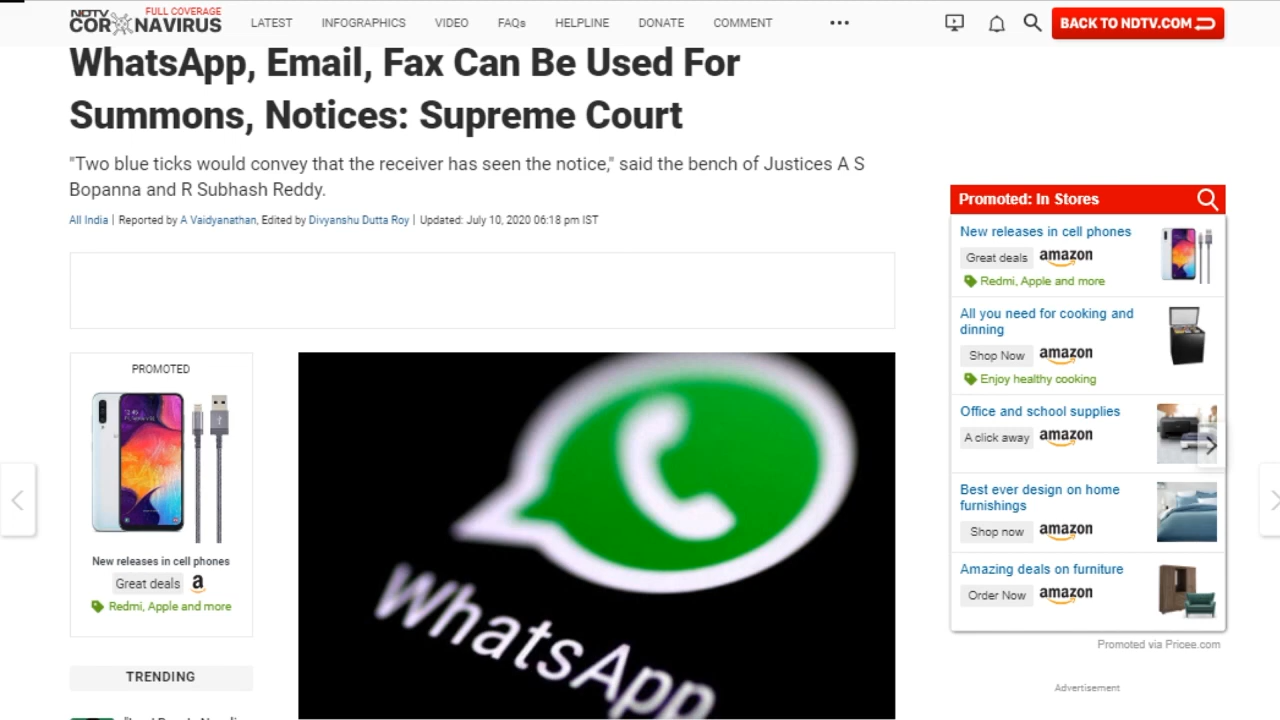 NDTV
FULL COVERAGE
CORONAVIRUS
LATEST
INFOGRAPHICS
VIDEO
FAQs
HELPLINE
DONATE
COMMENT
BACK TO NDTV.COM
WhatsApp, Email, Fax Can Be Used For
Summons, Notices: Supreme Court
"Two blue ticks would convey that the receiver has seen the notice," said the bench of Justices A S
Bopanna and R Subhash Reddy.
All India | Reported by A Vaidyanathan, Edited by Divyanshu Dutta Roy | Updated: July 10, 2020 06:18 pm IST
PROMOTED
New releases in cell phones
Great deals a
Redmi, Apple and more
TRENDING
WhatsApp
Promoted: In Stores
New releases in cell phones
Great deals amazon
Redmi, Apple and more
All you need for cooking and
dinning
Shop Now amazon
Enjoy healthy cooking
Office and school supplies
A click away amazon
Best ever design on home
furnishings
Shop now amazon
Amazing deals on furniture
Order Now amazon
Promoted via Pricee.com
Advertisement